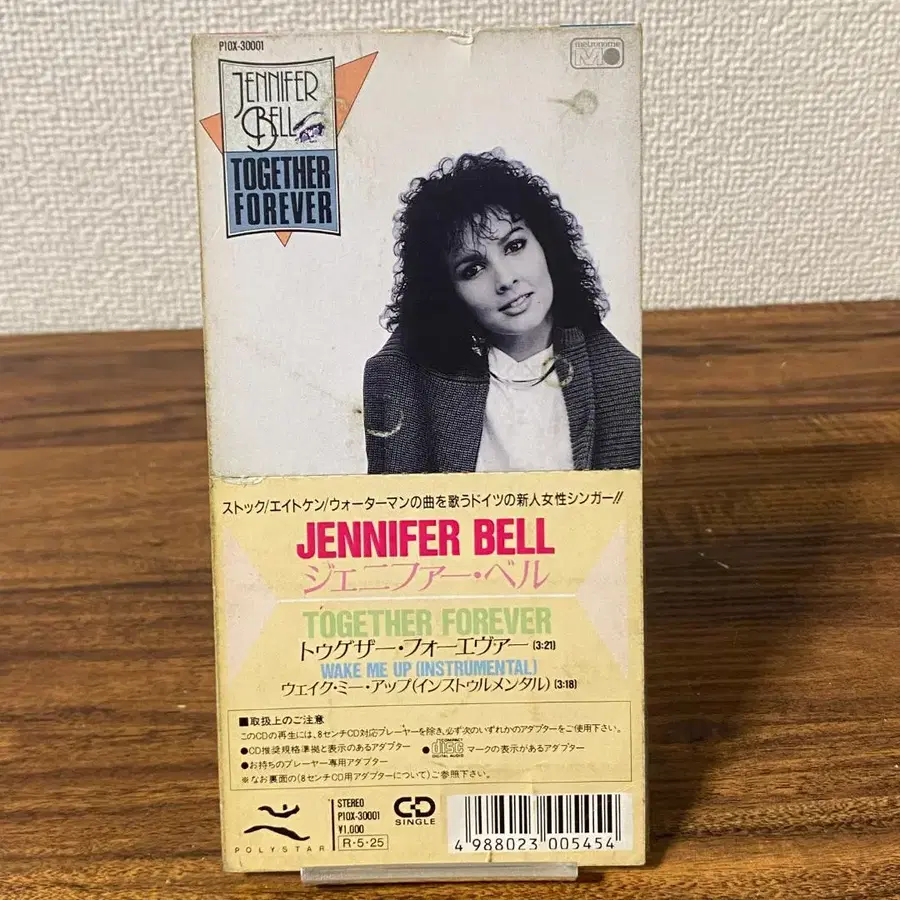 P10X-30001
metronome
JENNIFER
BELL
TOGETHER
FOREVER
ストック/エイトケン/ウォーターマンの曲を歌うドイツの新人女性シンガー!!
JENNIFER BELL
ジェニファー・ベル
TOGETHER FOREVER
トゥゲザー・フォーエヴァー (3:21)
WAKE ME UP (INSTRUMENTAL)
ウェイク・ミー・アップ(インストゥルメンタル) (3:18)
■取扱上のご注意
このCDの再生には、8センチCD対応プレーヤーを除き、必ず次のいずれかのアダプターをご使用下さい。
●CD推奨規格準拠と表示のあるアダプター ●COMPACT disc DIGITAL AUDIO マークの表示があるアダプター
●お持ちのプレーヤー専用アダプター
※なお裏面の(8センチCD用アダプターについて)ご参照下さい。
POLYSTAR
STEREO
P10X-30001
¥1,000
R・5・25
CD
SINGLE
4 988023 005454